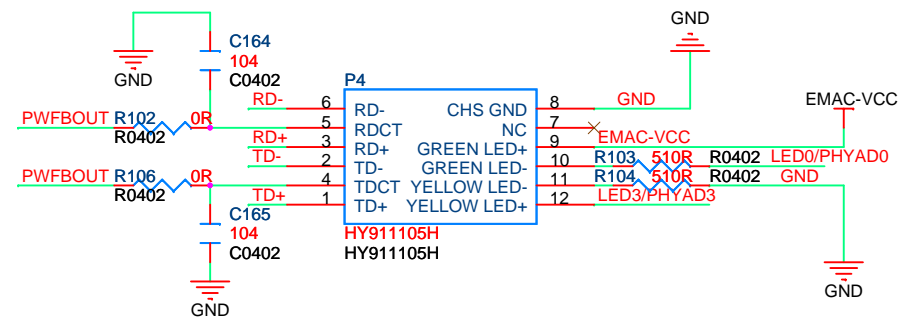 GND
C164
104
C0402
GND
P4
PWFBOUT
R102
0R
R0402
RD-
6
RD-
5
RDCT
RD+
3
RD+
TD-
2
TD-
PWFBOUT
R106
0R
R0402
4
TDCT
TD+
1
TD+
CHS GND
8
GND
NC
7
EMAC-VCC
GREEN LED+
9
EMAC-VCC
GREEN LED-
10
R103
510R
R0402
LED0/PHYAD0
YELLOW LED-
11
R104
510R
R0402
GND
YELLOW LED+
12
LED3/PHYAD3
C165
104
C0402
HY911105H
HY911105H
GND
GND